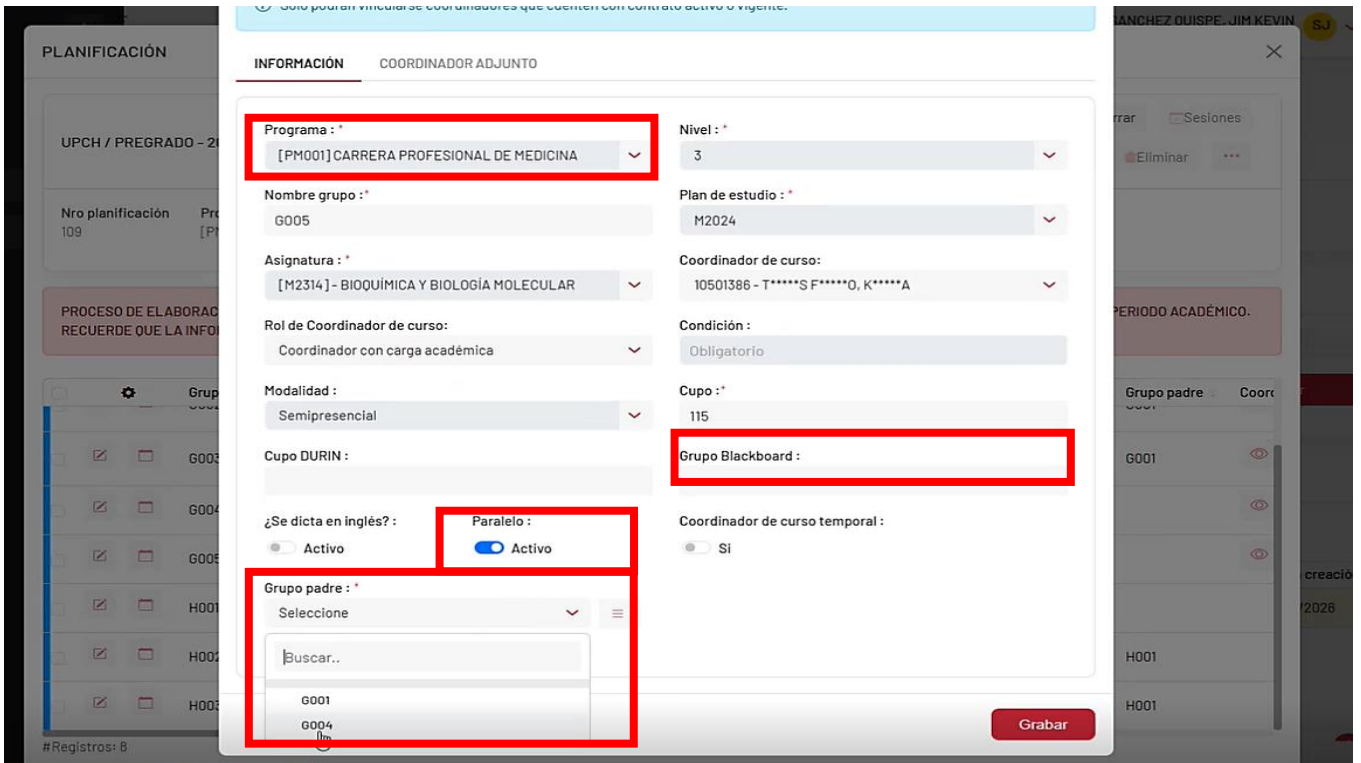 Solo podrán vincularse coordinadores que cuenten con contrato activo o vigente.
SANCHEZ QUISPE, JIM KEVIN
SJ
PLANIFICACIÓN
INFORMACIÓN
COORDINADOR ADJUNTO
UPCH / PREGRADO - 20
rrar
Sesiones
Eliminar
...
Nro planificación
109
Programa : *
[PM001] CARRERA PROFESIONAL DE MEDICINA
Nivel : *
3
Nombre grupo :*
G005
Plan de estudio : *
M2024
Asignatura : *
[M2314] - BIOQUÍMICA Y BIOLOGÍA MOLECULAR
Coordinador de curso:
10501386 - T*****S F*****O, K*****A
PROCESO DE ELABORAC
RECUERDE QUE LA INFO
PERIODO ACADÉMICO.
Rol de Coordinador de curso:
Coordinador con carga académica
Condición :
Obligatorio
Modalidad :
Semipresencial
Cupo :*
115
Grup
Grupo padre
Coord
Cupo DURIN :
Grupo Blackboard :
G003
G001
G004
¿Se dicta en inglés? :
Activo
Paralelo :
Activo
Coordinador de curso temporal :
Si
G005
Grupo padre : *
Seleccione
Buscar..
G001
G004
creació
/2026
H001
H002
H001
H003
H001
Grabar
#Registros: 8